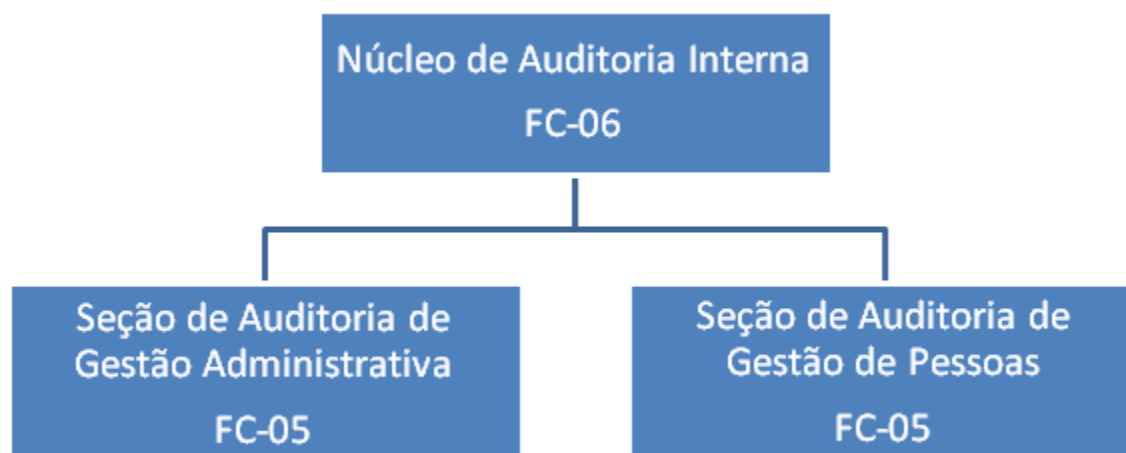 Núcleo de Auditoria Interna
FC-06
Seção de Auditoria de
Gestão Administrativa
FC-05
Seção de Auditoria de
Gestão de Pessoas
FC-05